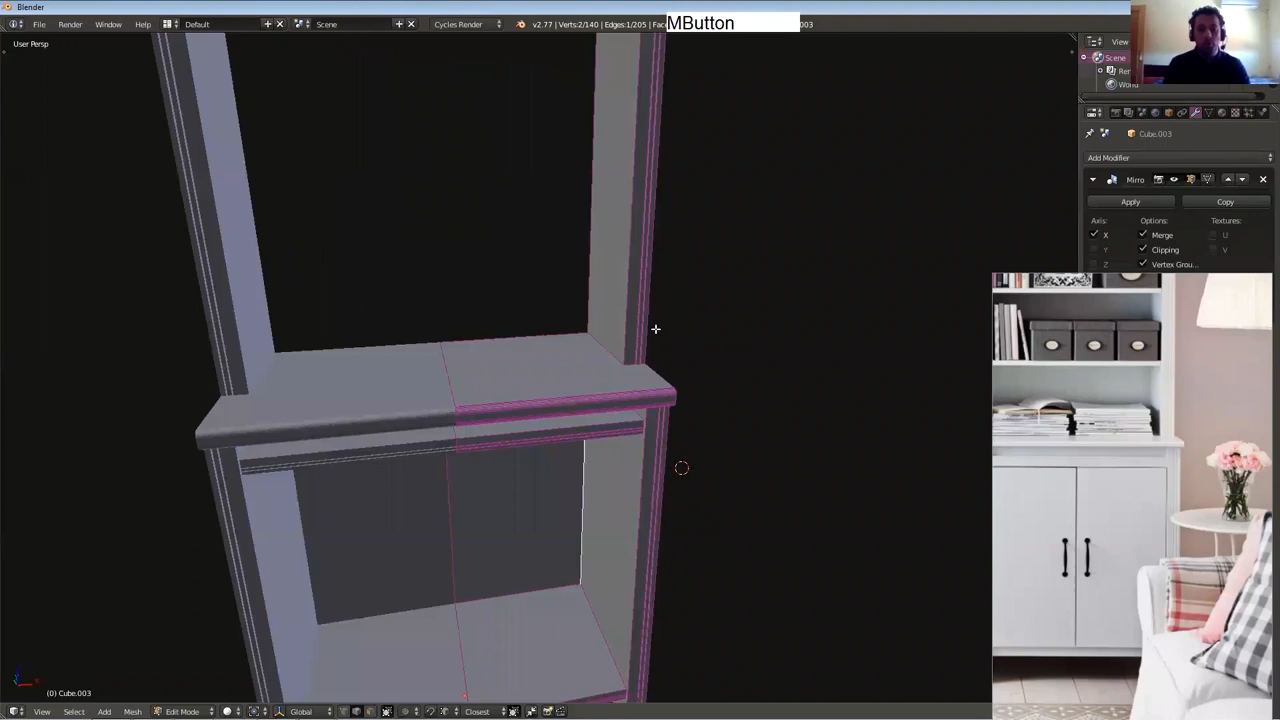 Blender
File Render Window Help
Default
Scene
Cycles Render
v2.77 | Verts:2/140 | Edges:1/205 | Fac
MButton
003
User Persp
View
Scene
Ren
World
Cube.003
Add Modifier
Mirro
Apply
Copy
Axis:
Options:
Textures:
X
Merge
U
Y
Clipping
V
Z
Vertex Grou...
(0) Cube.003
View Select Add Mesh
Edit Mode
Global
Closest